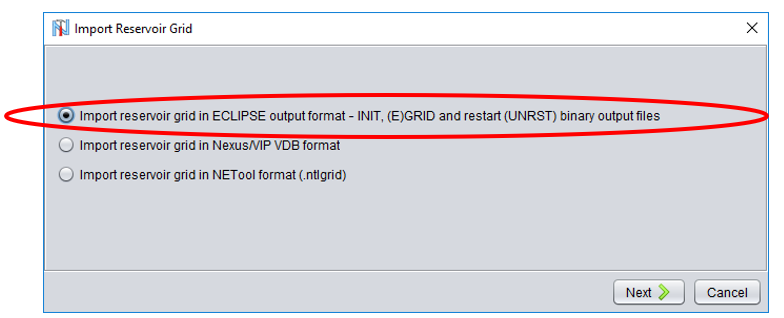 Import Reservoir Grid
Import reservoir grid in ECLIPSE output format - INIT, (E)GRID and restart (UNRST) binary output files
Import reservoir grid in Nexus/VIP VDB format
Import reservoir grid in NETool format (.ntlgrid)
Next
Cancel